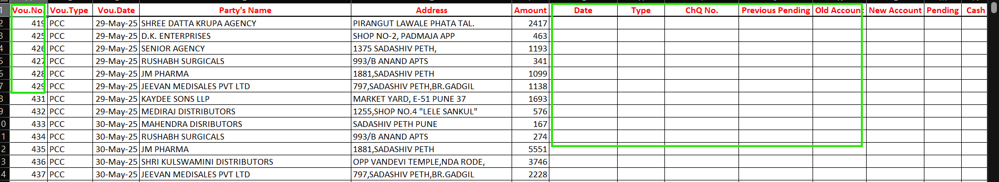 1 Vou.No. Vou.Type Vou.Date Party's Name Address Amount Date Type ChQ No. Previous Pending Old Account New Account Pending Cash
2 419 PCC 29-May-25 SHREE DATTA KRUPA AGENCY PIRANGUT LAWALE PHATA TAL. 2417
3 425 PCC 29-May-25 D.K. ENTERPRISES SHOP NO-2, PADMAJA APP 463
4 426 PCC 29-May-25 SENIOR AGENCY 1375 SADASHIV PETH, 1193
5 427 PCC 29-May-25 RUSHABH SURGICALS 993/B ANAND APTS 341
6 428 PCC 29-May-25 JM PHARMA 1881,SADASHIV PETH 1099
7 429 PCC 29-May-25 JEEVAN MEDISALES PVT LTD 797,SADASHIV PETH,BR.GADGIL 1138
8 431 PCC 29-May-25 KAYDEE SONS LLP MARKET YARD, E-51 PUNE 37 1693
9 432 PCC 29-May-25 MEDIRAJ DISTRIBUTORS 1255,SHOP NO.4 "LELE SANKUL" 576
0 433 PCC 30-May-25 MAHENDRA DISRIBUTORS SADASHIV PETH PUNE 167
1 434 PCC 30-May-25 RUSHABH SURGICALS 993/B ANAND APTS 274
2 435 PCC 30-May-25 JM PHARMA 1881,SADASHIV PETH 5551
3 436 PCC 30-May-25 SHRI KULSWAMINI DISTRIBUTORS OPP VANDEVI TEMPLE,NDA RODE, 3746
4 437 PCC 30-May-25 JEEVAN MEDISALES PVT LTD 797,SADASHIV PETH,BR.GADGIL 2228